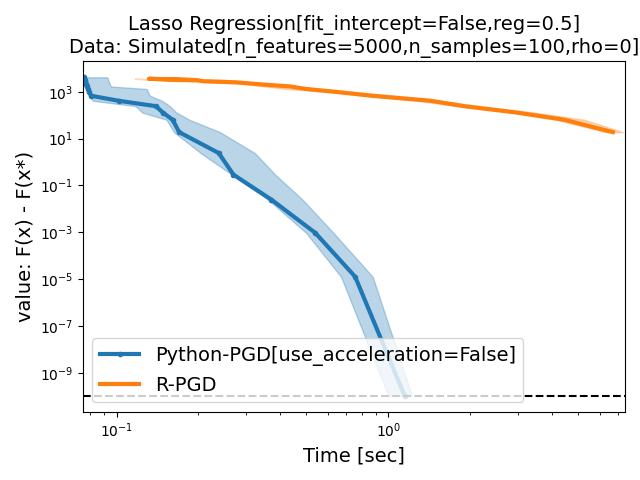 Lasso Regression[fit_intercept=False,reg=0.5]
Data: Simulated[n_features=5000,n_samples=100,rho=0]
value: F(x) - F(x*)
10³
10¹
10⁻¹
10⁻³
10⁻⁵
10⁻⁷
10⁻⁹
Python-PGD[use_acceleration=False]
R-PGD
10⁻¹
10⁰
Time [sec]